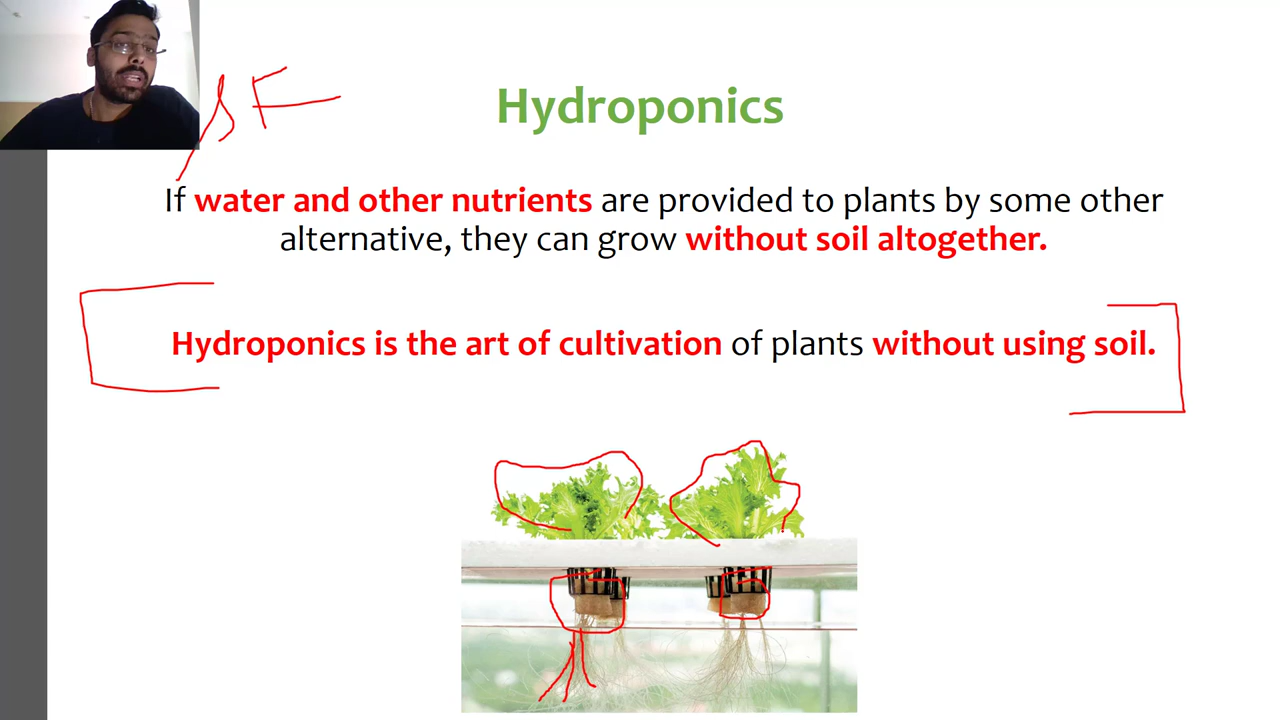 Hydroponics
If water and other nutrients are provided to plants by some other
alternative, they can grow without soil altogether.
Hydroponics is the art of cultivation of plants without using soil.